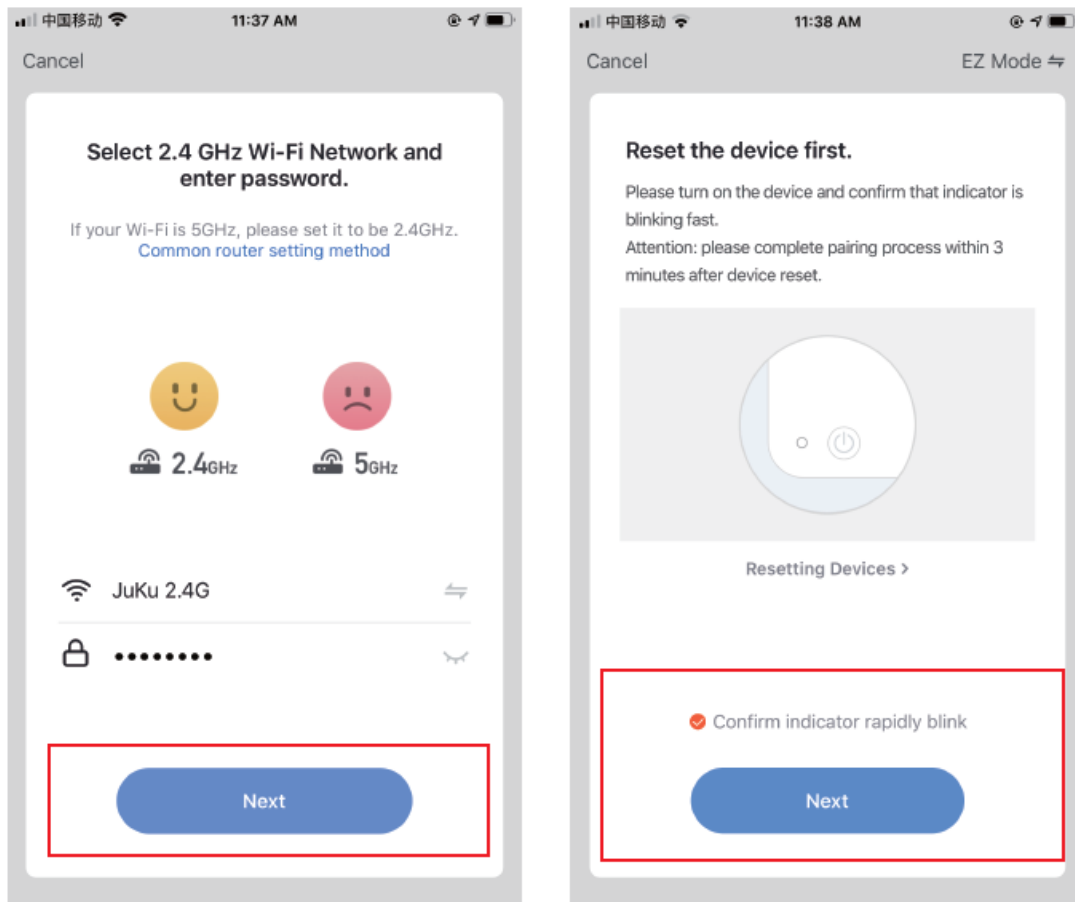 中国移动 11:37 AM
Cancel
Select 2.4 GHz Wi-Fi Network and
enter password.
If your Wi-Fi is 5GHz, please set it to be 2.4GHz.
Common router setting method
2.4GHz 5GHz
JuKu 2.4G
••••••••
Next
中国移动 11:38 AM
Cancel EZ Mode
Reset the device first.
Please turn on the device and confirm that indicator is
blinking fast.
Attention: please complete pairing process within 3
minutes after device reset.
Resetting Devices >
Confirm indicator rapidly blink
Next